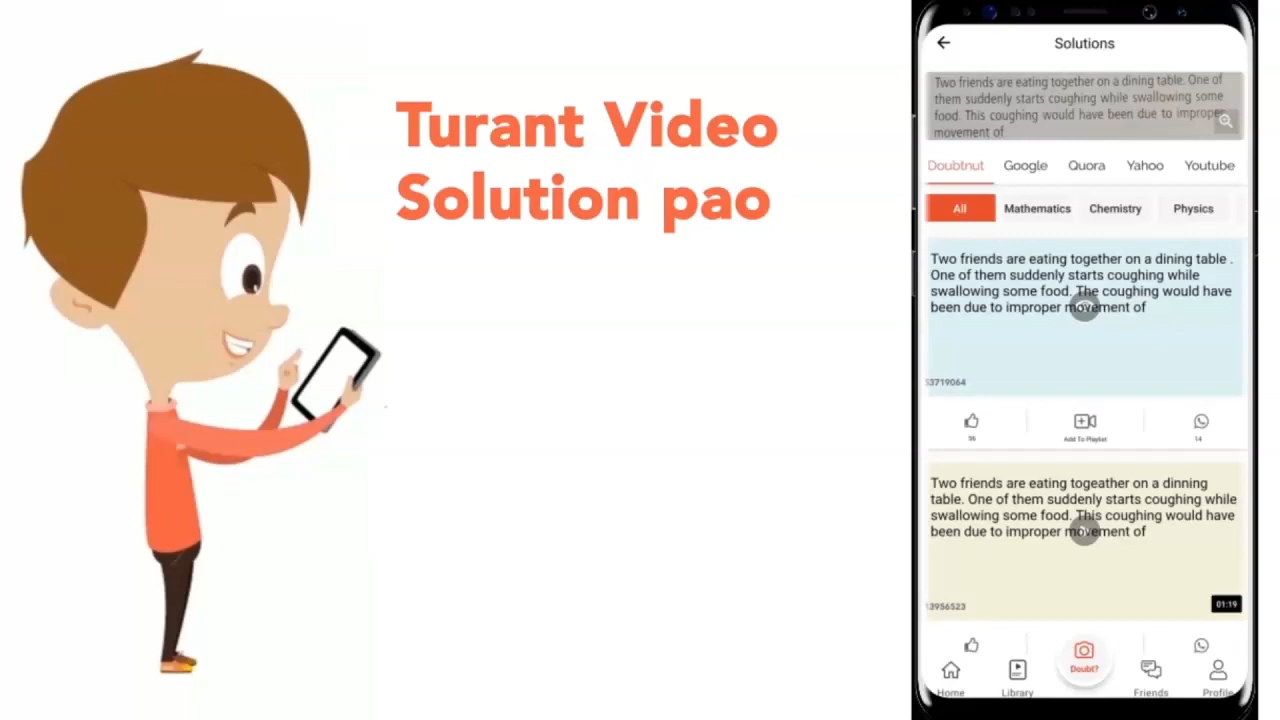 Turant Video
Solution pao
Solutions
Two friends are eating together on a dining table. One of
them suddenly starts coughing while swallowing some
food. This coughing would have been due to improper
movement of
Doubtnut Google Quora Yahoo Youtube
All Mathematics Chemistry Physics
Two friends are eating together on a dining table .
One of them suddenly starts coughing while
swallowing some food. The coughing would have
been due to improper movement of
53719064
36 Add To Playlist 14
Two friends are eating togeather on a dinning
table. One of them suddenly starts coughing while
swallowing some food. This coughing would have
been due to improper movement of
13956523
01:19
Doubt?
Home Library Friends Profile